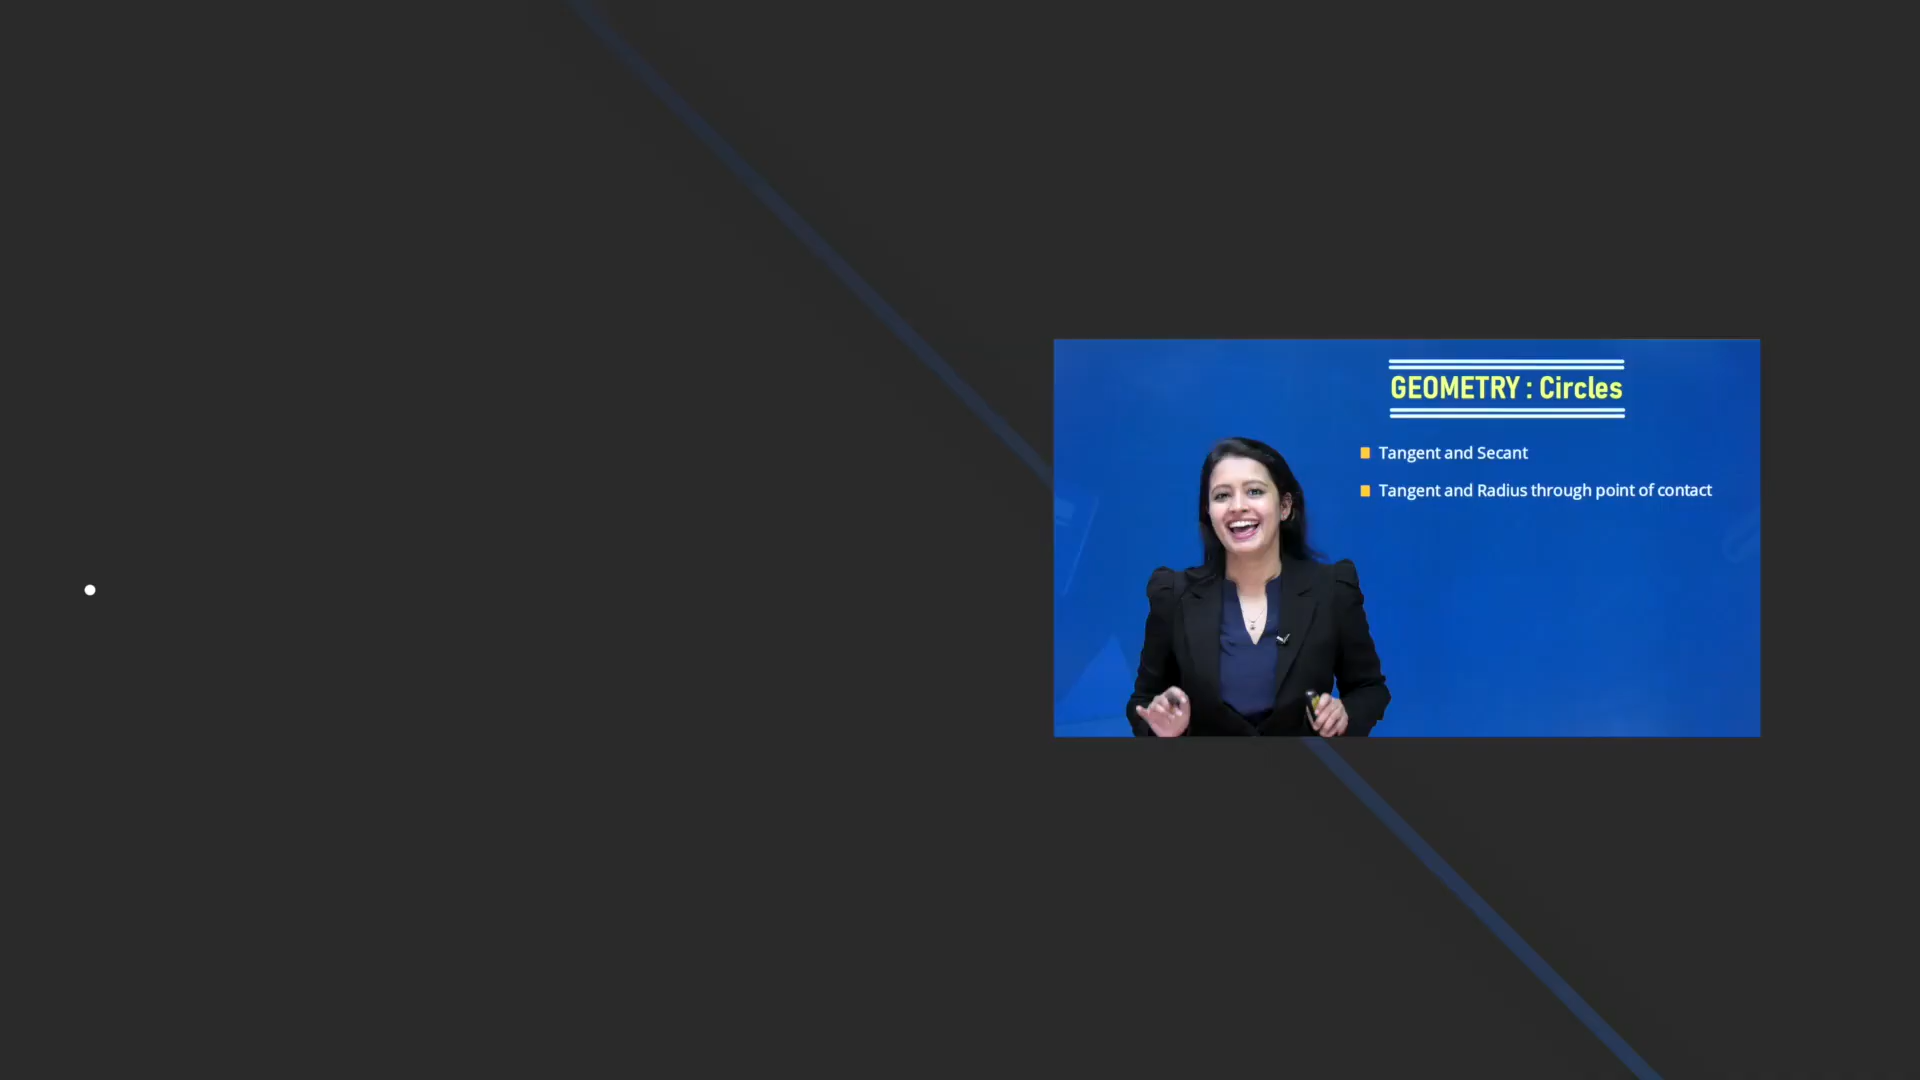 GEOMETRY : Circles
Tangent and Secant
Tangent and Radius through point of contact